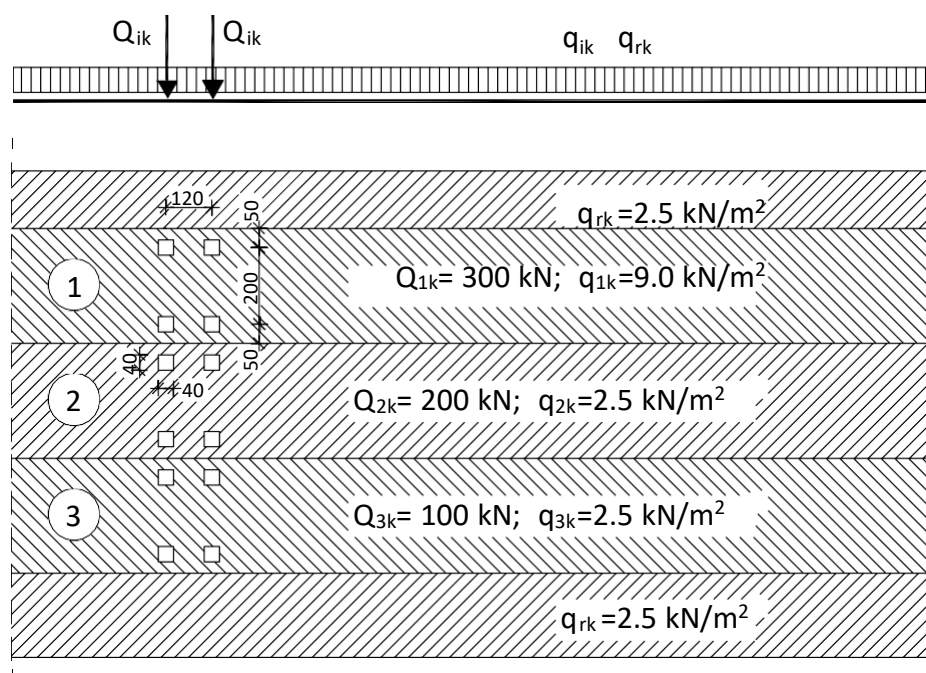 Qik Qik qik qrk
120
50
qrk =2.5 kN/m²
1
Q1k= 300 kN; q1k=9.0 kN/m²
200
40
50
40
2
Q2k= 200 kN; q2k=2.5 kN/m²
3
Q3k= 100 kN; q3k=2.5 kN/m²
qrk =2.5 kN/m²